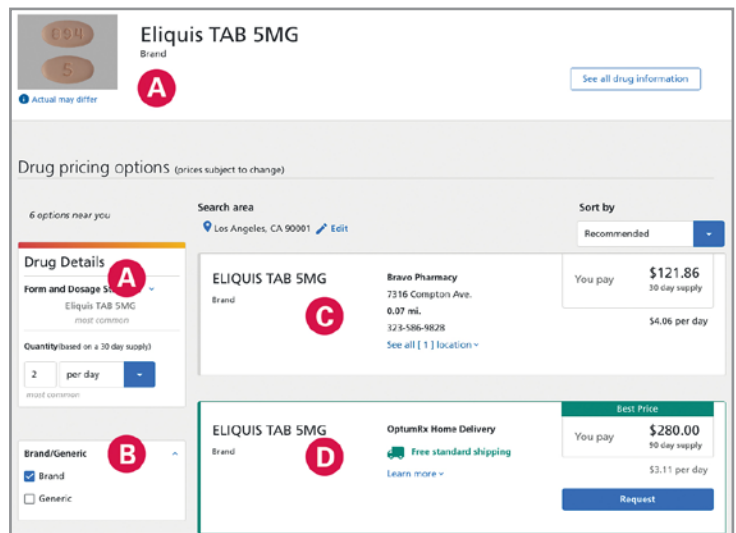 894
5
Eliquis TAB 5MG
Brand
A
Actual may differ
See all drug information
Drug pricing options (prices subject to change)
6 options near you
Search area
Los Angeles, CA 90001 Edit
Sort by
Recommended
Drug Details
A
Form and Dosage
Eliquis TAB 5MG
most common
Quantity(based on a 30 day supply)
2 per day
most common
Brand/Generic
B
Brand
Generic
ELIQUIS TAB 5MG
Brand
C
Bravo Pharmacy
7316 Compton Ave.
0.07 mi.
323-586-9828
See all [ 1 ] location
You pay
$121.86
30 day supply
$4.06 per day
ELIQUIS TAB 5MG
Brand
D
OptumRx Home Delivery
Free standard shipping
Learn more
Best Price
You pay
$280.00
90 day supply
$3.11 per day
Request